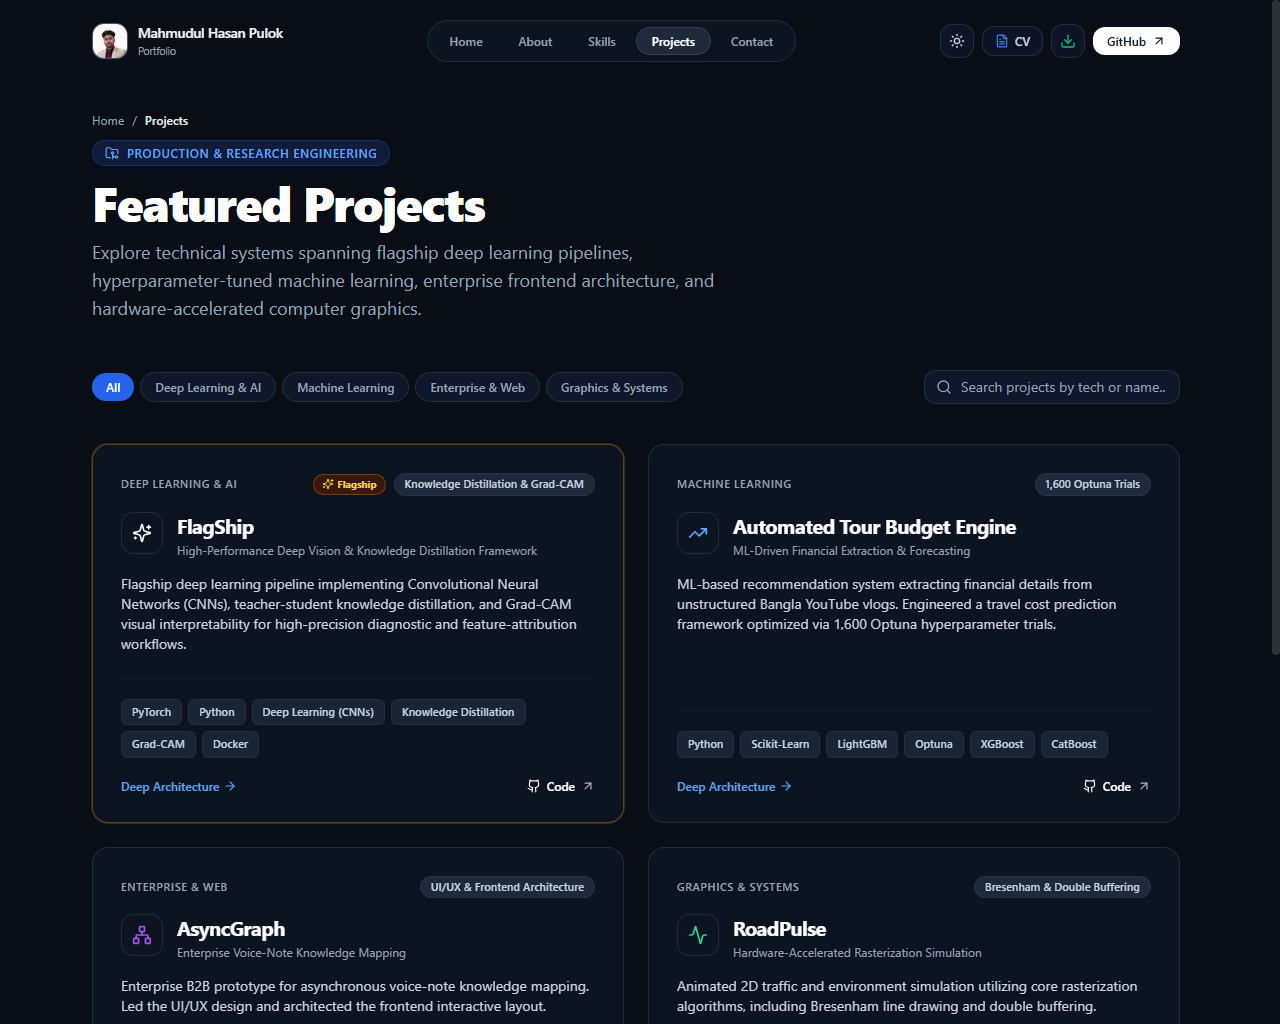 Mahmudul Hasan Pulok
Portfolio
Home
About
Skills
Projects
Contact
CV
GitHub
Home / Projects
PRODUCTION & RESEARCH ENGINEERING
Featured Projects
Explore technical systems spanning flagship deep learning pipelines,
hyperparameter-tuned machine learning, enterprise frontend architecture, and
hardware-accelerated computer graphics.
All
Deep Learning & AI
Machine Learning
Enterprise & Web
Graphics & Systems
Search projects by tech or name..
DEEP LEARNING & AI
Flagship
Knowledge Distillation & Grad-CAM
FlagShip
High-Performance Deep Vision & Knowledge Distillation Framework
Flagship deep learning pipeline implementing Convolutional Neural
Networks (CNNs), teacher-student knowledge distillation, and Grad-CAM
visual interpretability for high-precision diagnostic and feature-attribution
workflows.
PyTorch
Python
Deep Learning (CNNs)
Knowledge Distillation
Grad-CAM
Docker
Deep Architecture
Code
MACHINE LEARNING
1,600 Optuna Trials
Automated Tour Budget Engine
ML-Driven Financial Extraction & Forecasting
ML-based recommendation system extracting financial details from
unstructured Bangla YouTube vlogs. Engineered a travel cost prediction
framework optimized via 1,600 Optuna hyperparameter trials.
Python
Scikit-Learn
LightGBM
Optuna
XGBoost
CatBoost
Deep Architecture
Code
ENTERPRISE & WEB
UI/UX & Frontend Architecture
AsyncGraph
Enterprise Voice-Note Knowledge Mapping
Enterprise B2B prototype for asynchronous voice-note knowledge mapping.
Led the UI/UX design and architected the frontend interactive layout.
GRAPHICS & SYSTEMS
Bresenham & Double Buffering
RoadPulse
Hardware-Accelerated Rasterization Simulation
Animated 2D traffic and environment simulation utilizing core rasterization
algorithms, including Bresenham line drawing and double buffering.